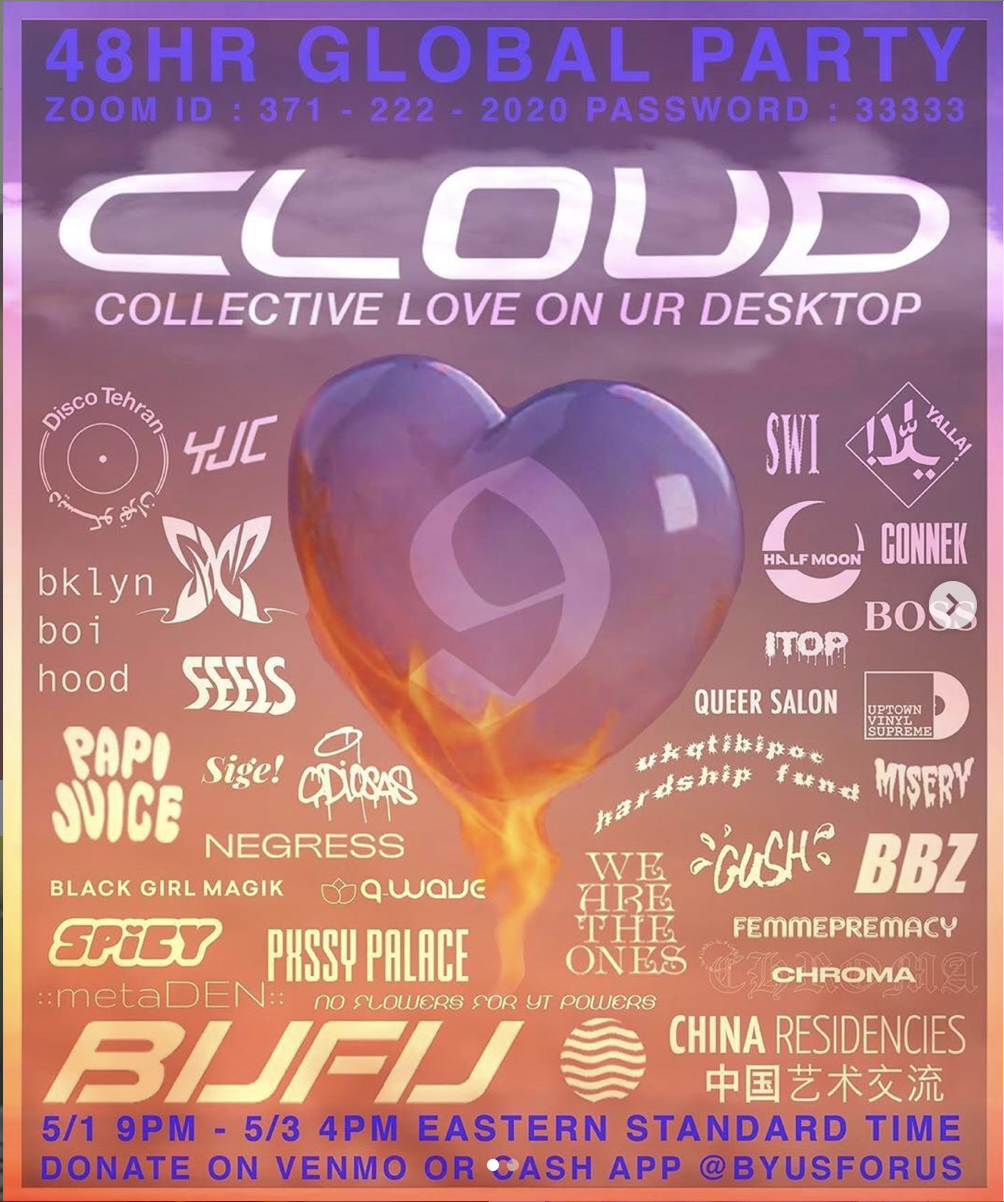 48HR GLOBAL PARTY
ZOOM ID : 371 - 222 - 2020 PASSWORD : 33333
CLOUD
COLLECTIVE LOVE ON UR DESKTOP
Disco Tehran
دیسکو تهران
YJC
SWI
YALLA!
يلا!
HALF MOON
CONNEK
bklyn
boi
hood
BOSS
ITOP
FEELS
QUEER SALON
UPTOWN
VINYL
SUPREME
PAPI
JUICE
Sige!
ODIOSAS
ukqtibipoc
hardship fund
MISERY
NEGRESS
GUSH
BBZ
WE
ARE
THE
ONES
BLACK GIRL MAGIK
q-wave
FEMMEPREMACY
SPiCY
PXSSY PALACE
CHROMA
::metaDEN::
NO FLOWERS FOR YT POWERS
BUFU
CHINA RESIDENCIES
中国艺术交流
5/1 9PM - 5/3 4PM EASTERN STANDARD TIME
DONATE ON VENMO OR CASH APP @BYUSFORUS